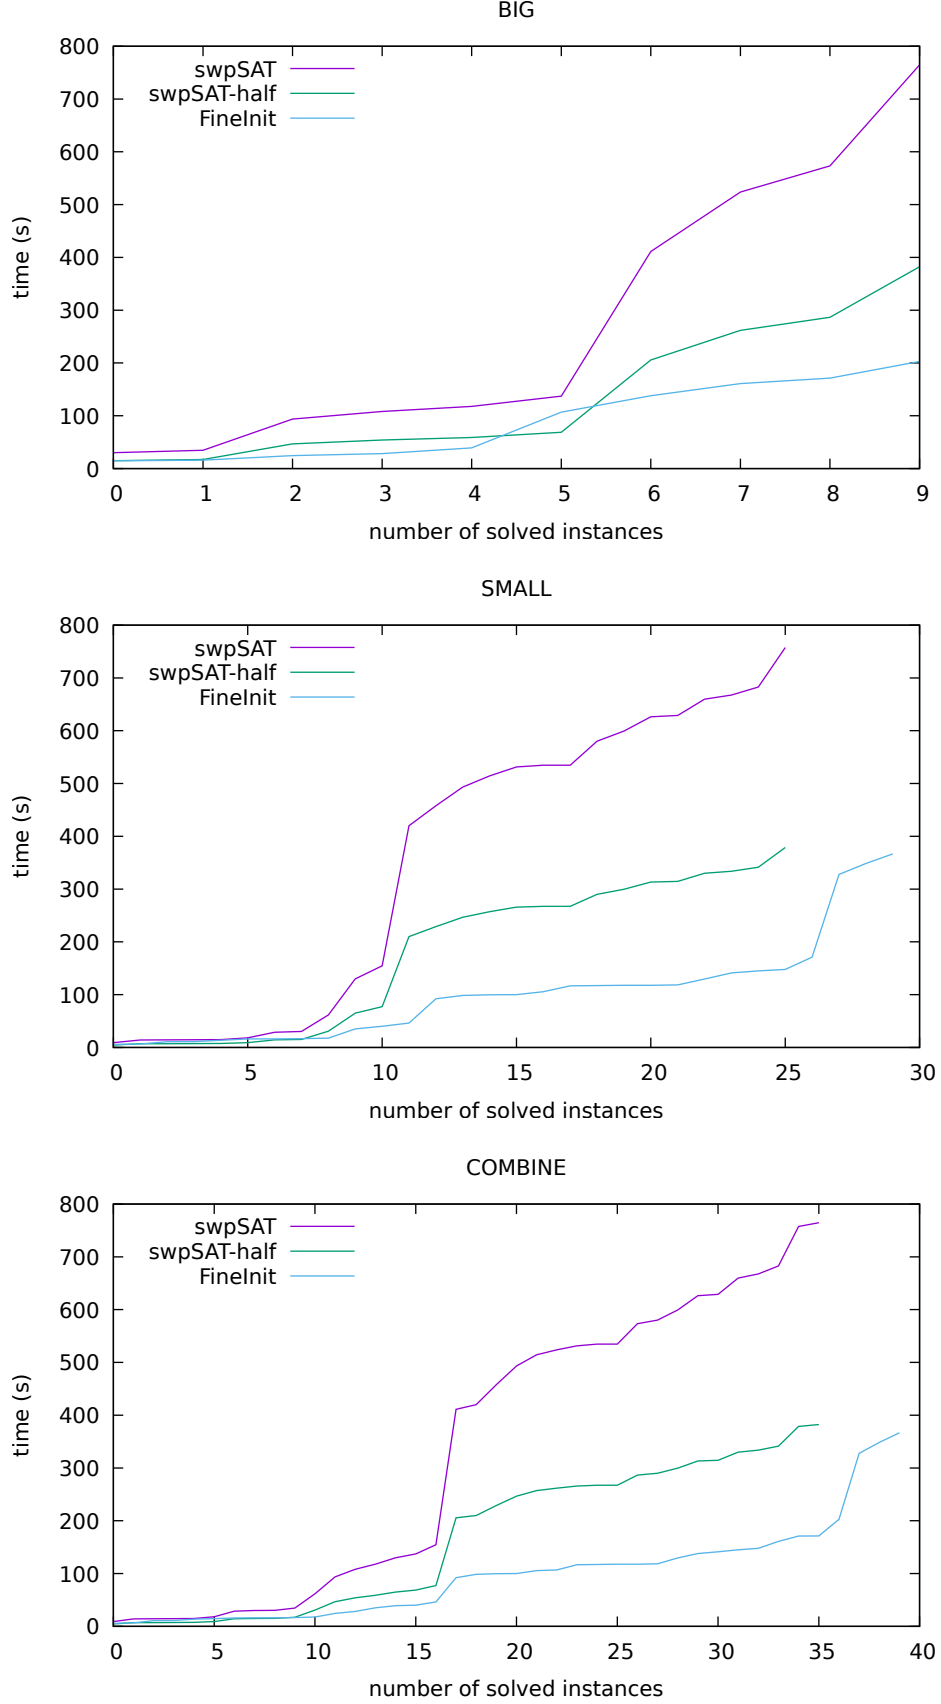 BIG
800
700
600
500
400
300
200
100
0
time (s)
swpSAT
swpSAT-half
FineInit
0 1 2 3 4 5 6 7 8 9
number of solved instances
SMALL
800
700
600
500
400
300
200
100
0
time (s)
swpSAT
swpSAT-half
FineInit
0 5 10 15 20 25 30
number of solved instances
COMBINE
800
700
600
500
400
300
200
100
0
time (s)
swpSAT
swpSAT-half
FineInit
0 5 10 15 20 25 30 35 40
number of solved instances